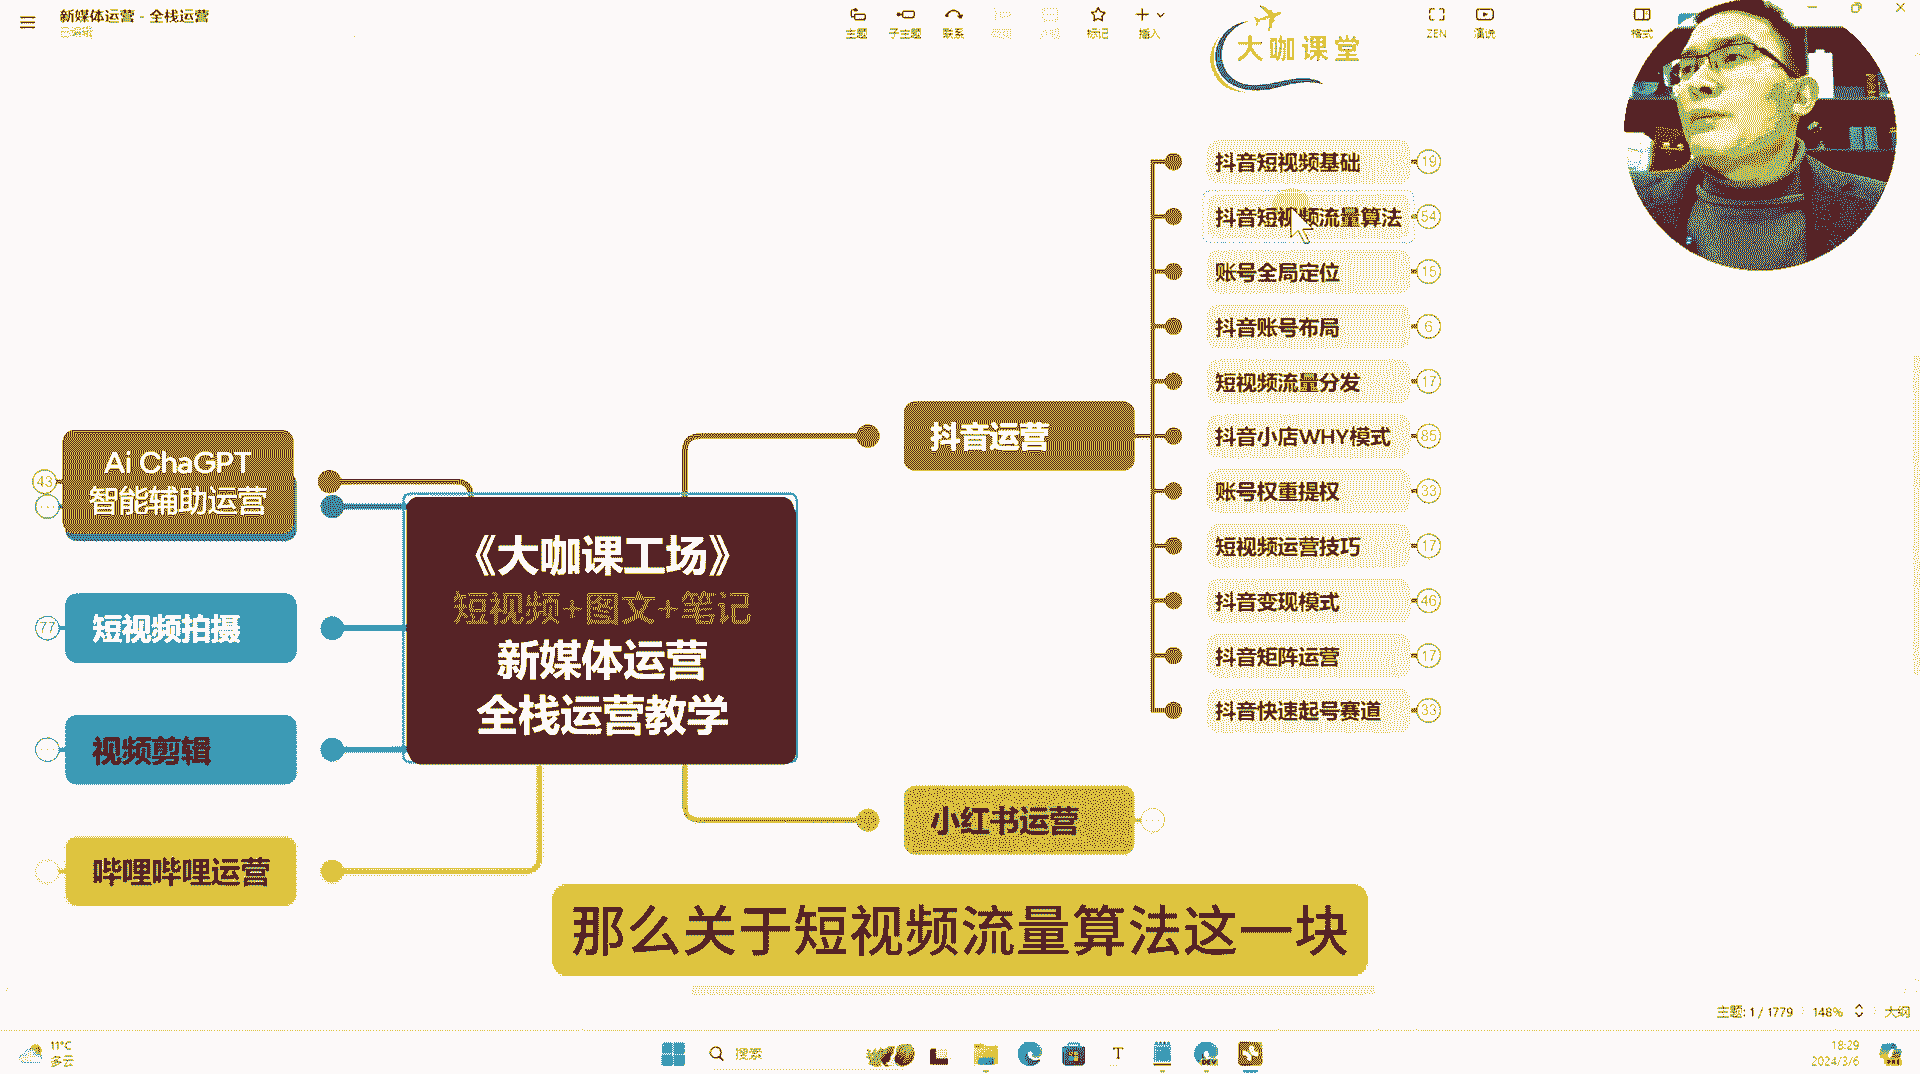 新媒体运营 - 全栈运营
已编辑
主题
子主题
联系
标记
插入
ZEN
演说
格式
大咖课堂
抖音短视频基础 19
抖音短视频流量算法 54
账号全局定位 15
抖音账号布局 6
短视频流量分发 17
抖音小店WHY模式 85
账号权重提权 33
短视频运营技巧 17
抖音变现模式 46
抖音矩阵运营 17
抖音快速起号赛道 33
抖音运营
Ai ChaGPT
智能辅助运营
43
短视频拍摄
77
视频剪辑
哔哩哔哩运营
《大咖课工场》
短视频+图文+笔记
新媒体运营
全栈运营教学
小红书运营
那么关于短视频流量算法这一块
主题: 1 / 1779
148%
大纲
11°C
多云
搜索
T
DEV
18:29
2024/3/6